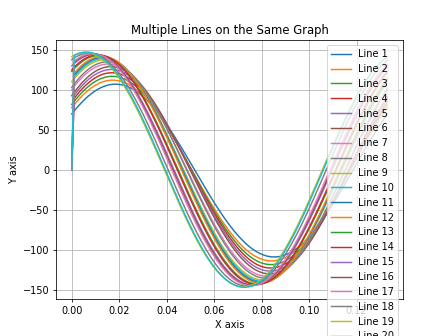 Multiple Lines on the Same Graph
150
100
50
0
−50
−100
−150
Y axis
0.00
0.02
0.04
0.06
0.08
0.10
X axis
Line 1
Line 2
Line 3
Line 4
Line 5
Line 6
Line 7
Line 8
Line 9
Line 10
Line 11
Line 12
Line 13
Line 14
Line 15
Line 16
Line 17
Line 18
Line 19
Line 20